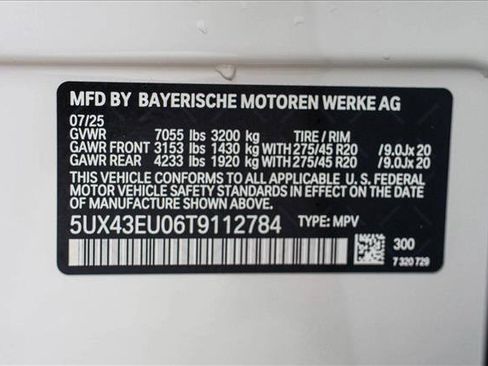 MFD BY BAYERISCHE MOTOREN WERKE AG
07/25
GVWR 7055 lbs 3200 kg TIRE / RIM
GAWR FRONT 3153 lbs 1430 kg WITH 275/45 R20 /9.0Jx 20
GAWR REAR 4233 lbs 1920 kg WITH 275/45 R20 /9.0Jx 20
THIS VEHICLE CONFORMS TO ALL APPLICABLE U.S. FEDERAL
MOTOR VEHICLE SAFETY STANDARDS IN EFFECT ON THE DATE
OF MANUFACTURE SHOWN ABOVE.
5UX43EU06T9112784 TYPE: MPV
300
7 320 729